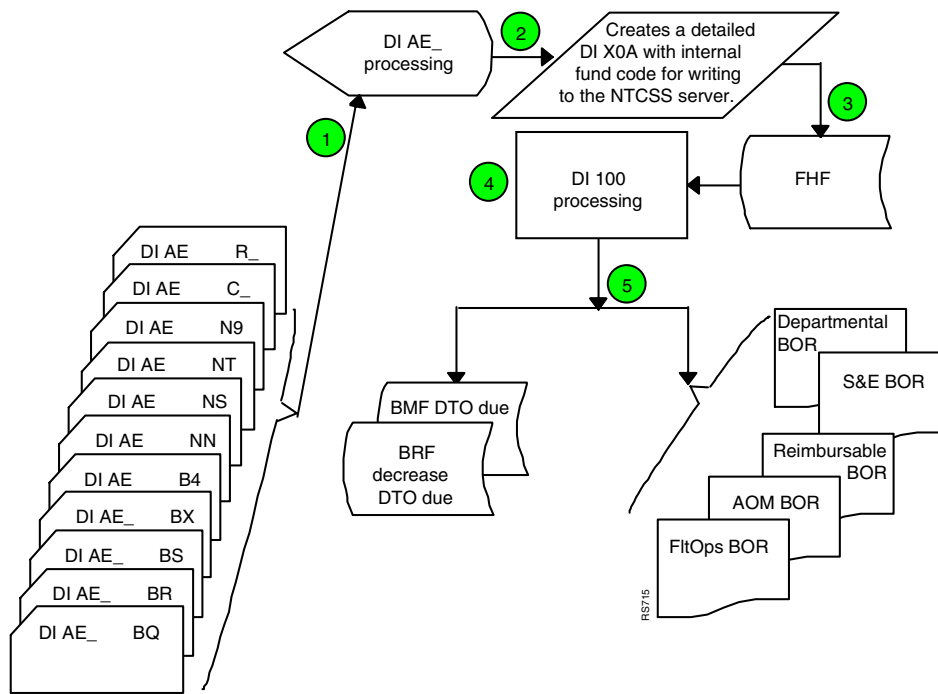 DI AE_
processing
2
Creates a detailed
DI X0A with internal
fund code for writing
to the NTCSS server.
3
1
FHF
4
DI 100
processing
5
DI AE R_
DI AE C_
DI AE N9
DI AE NT
DI AE NS
DI AE NN
DI AE B4
DI AE_ BX
DI AE_ BS
DI AE_ BR
DI AE_ BQ
BMF DTO due
BRF
decrease
DTO due
Departmental
BOR
S&E BOR
Reimbursable
BOR
AOM BOR
FltOps BOR
RS715